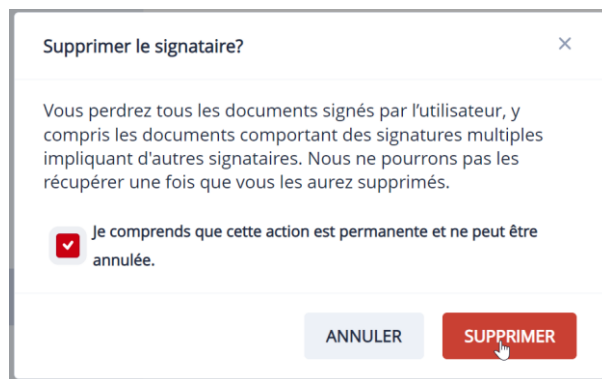 Supprimer le signataire?
Vous perdrez tous les documents signés par l’utilisateur, y
compris les documents comportant des signatures multiples
impliquant d'autres signataires. Nous ne pourrons pas les
récupérer une fois que vous les aurez supprimés.
Je comprends que cette action est permanente et ne peut être
annulée.
ANNULER
SUPPRIMER